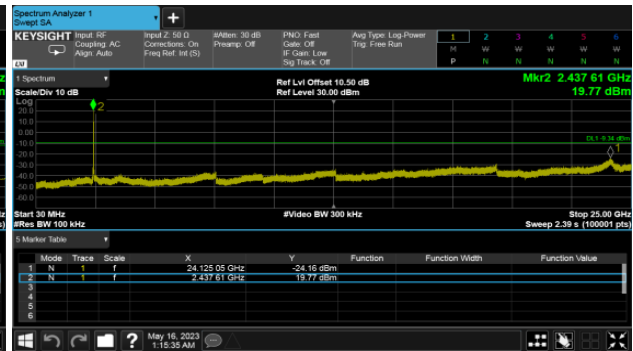 Spectrum Analyzer 1
Swept SA
+
KEYSIGHT Input: RF
Coupling: AC
Align: Auto
Input Z: 50 Ω
Corrections: On
Freq Ref: Int (S)
#Atten: 30 dB
Preamp: Off
PNO: Fast
Gate: Off
IF Gain: Low
Sig Track: Off
Avg Type: Log-Power
Trig: Free Run
1 2 3 4 5 6
M W W W W W
P N N N N N
LXI
1 Spectrum
Scale/Div 10 dB
Ref Lvl Offset 10.50 dB
Ref Level 30.00 dBm
Mkr2 2.437 61 GHz
19.77 dBm
Log
20.0
10.0
0.00
-10.0
-20.0
-30.0
-40.0
-50.0
-60.0
2
DL1 -9.34 dBm
1
Start 30 MHz
#Res BW 100 kHz
#Video BW 300 kHz
Stop 25.00 GHz
Sweep 2.39 s (100001 pts)
5 Marker Table
Mode Trace Scale X Y Function Function Width Function Value
1 N 1 f 24.125 05 GHz -24.16 dBm
2 N 1 f 2.437 61 GHz 19.77 dBm
3
4
5
6
?
May 16, 2023
1:15:35 AM